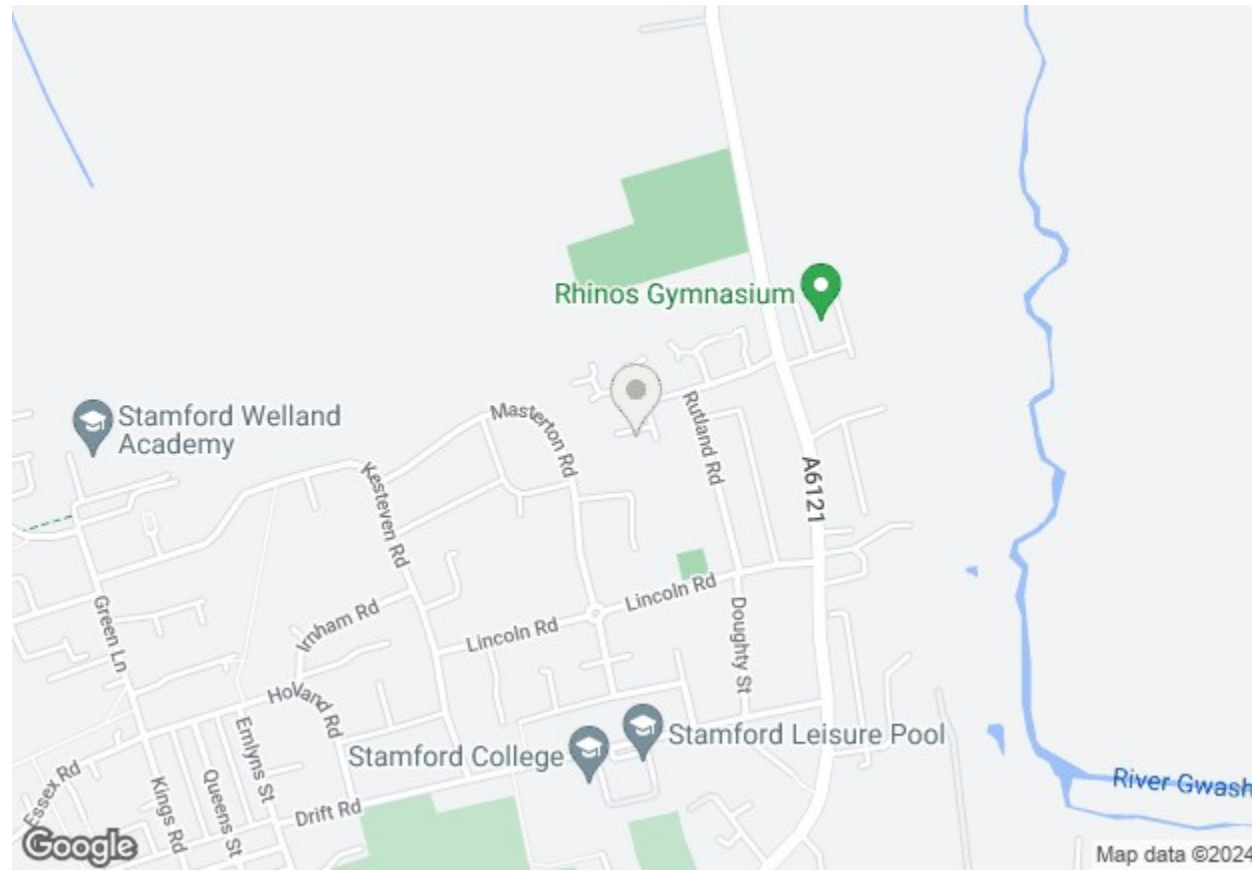 Rhinos Gymnasium
Stamford Welland
Academy
Masterton Rd
Rutland Rd
A6121
Kesteven Rd
Green Ln
Irnham Rd
Lincoln Rd
Lincoln Rd
Doughty St
Holland Rd
Emlyns St
Stamford College
Stamford Leisure Pool
Essex Rd
Kings Rd
Queens St
Drift Rd
River Gwash
Google
Map data ©2024